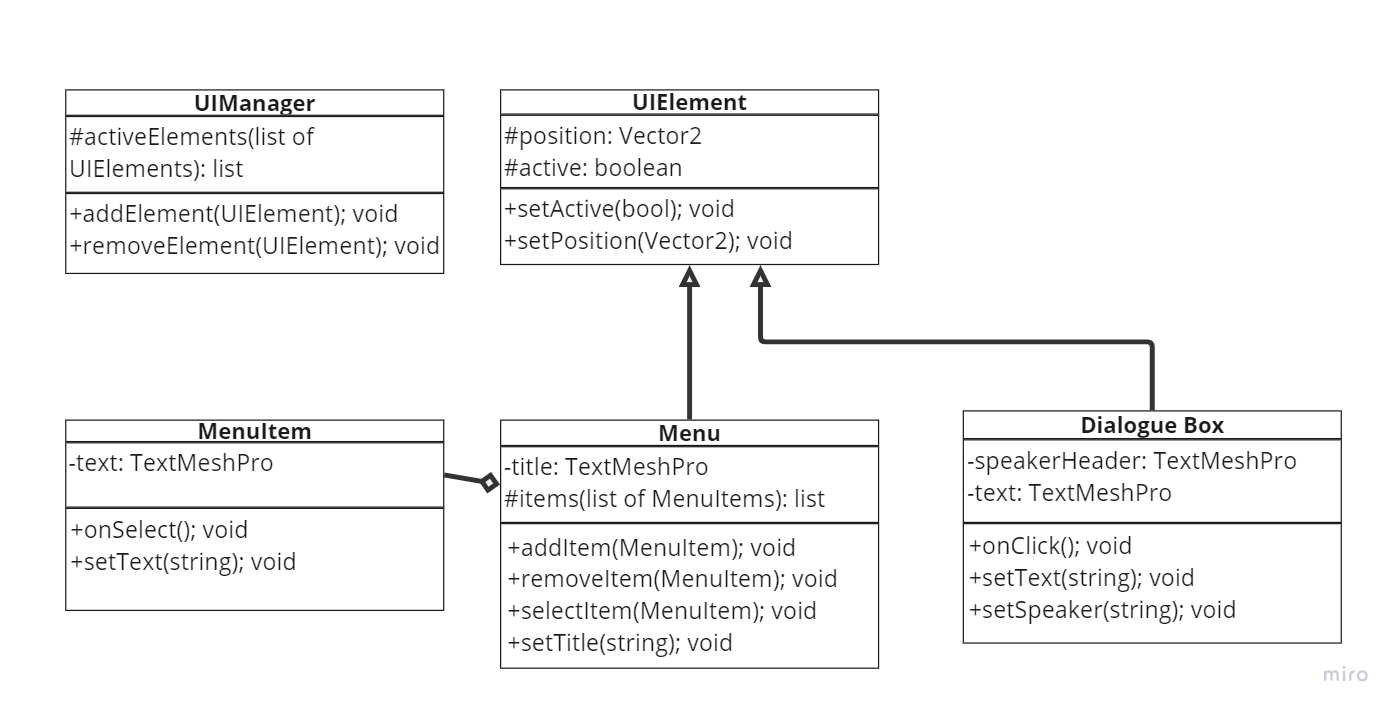 UIManager
#activeElements(list of
UIElements): list
+addElement(UIElement); void
+removeElement(UIElement); void
UIElement
#position: Vector2
#active: boolean
+setActive(bool); void
+setPosition(Vector2); void
MenuItem
-text: TextMeshPro
+onSelect(); void
+setText(string); void
Menu
-title: TextMeshPro
#items(list of MenuItems): list
+addItem(MenuItem); void
+removeItem(MenuItem); void
+selectItem(MenuItem); void
+setTitle(string); void
Dialogue Box
-speakerHeader: TextMeshPro
-text: TextMeshPro
+onClick(); void
+setText(string); void
+setSpeaker(string); void
miro